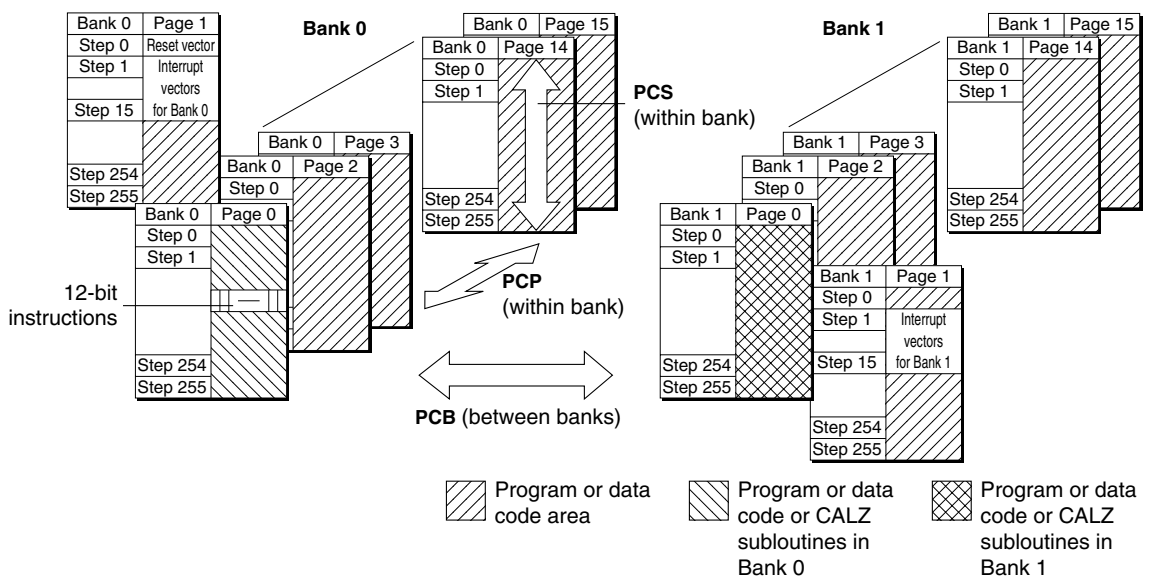 Bank 0 Page 1
Step 0 Reset vector
Step 1 Interrupt
vectors
Step 15 for Bank 0
Step 254
Step 255
Bank 0
Bank 0 Page 15
Bank 0 Page 14
Step 0
Step 1
Step 254
Step 255
PCS
(within bank)
Bank 0 Page 3
Bank 0 Page 2
Step 0
Bank 0 Page 0
Step 0
Step 1
Step 254
Step 255
12-bit
instructions
PCP
(within bank)
PCB (between banks)
Bank 1
Bank 1 Page 15
Bank 1 Page 14
Step 0
Step 1
Step 254
Step 255
Bank 1 Page 3
Bank 1 Page 2
Step 0
Bank 1 Page 0
Step 0
Step 1
Step 254
Step 255
Bank 1 Page 1
Step 0
Step 1 Interrupt
vectors
Step 15 for Bank 1
Step 254
Step 255
Program or data
code area
Program or data
code or CALZ
subloutines in
Bank 0
Program or data
code or CALZ
subloutines in
Bank 1